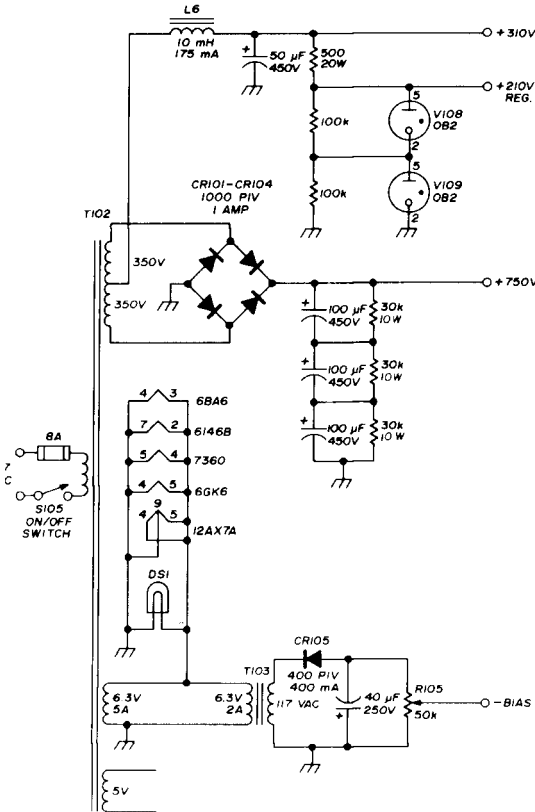 L6
10 mH
175 mA
+310V
+
50 µF
450V
500
20W
+210V
REG.
100k
5
V108
OB2
2
100k
5
V109
OB2
2
CR101-CR104
1000 PIV
1 AMP
T102
350V
350V
+750V
+
100 µF
450V
30k
10W
+
100 µF
450V
30k
10W
+
100 µF
450V
30k
10W
4 3 6BA6
7 2 6146B
5 4 7360
4 5 6GK6
9
4 5 12AX7A
8A
7
C
S105
ON/OFF
SWITCH
DS1
6.3V
5A
6.3V
2A
T103
117 VAC
CR105
400 PIV
400 mA
40 µF
250V
+
R105
50k
-BIAS
5V